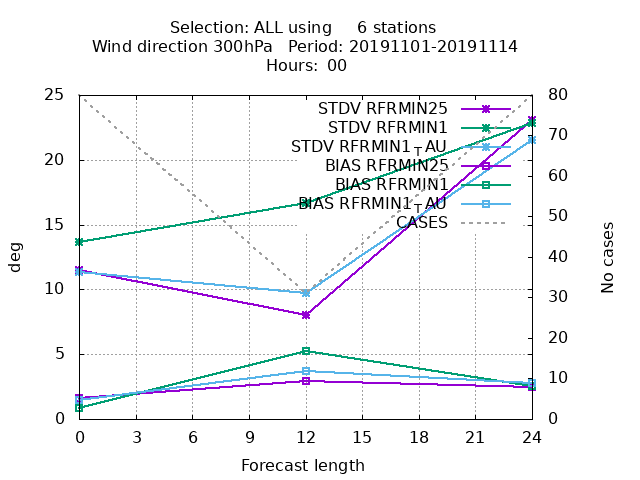 Selection: ALL using     6 stations
Wind direction 300hPa   Period: 20191101-20191114
Hours: 00
25
20
15
10
5
0
deg
STDV RFRMIN25
STDV RFRMIN1
STDV RFRMIN1TAU
BIAS RFRMIN25
BIAS RFRMIN1
BIAS RFRMIN1TAU
CASES
80
70
60
50
40
30
20
10
0
No cases
0 3 6 9 12 15 18 21 24
Forecast length